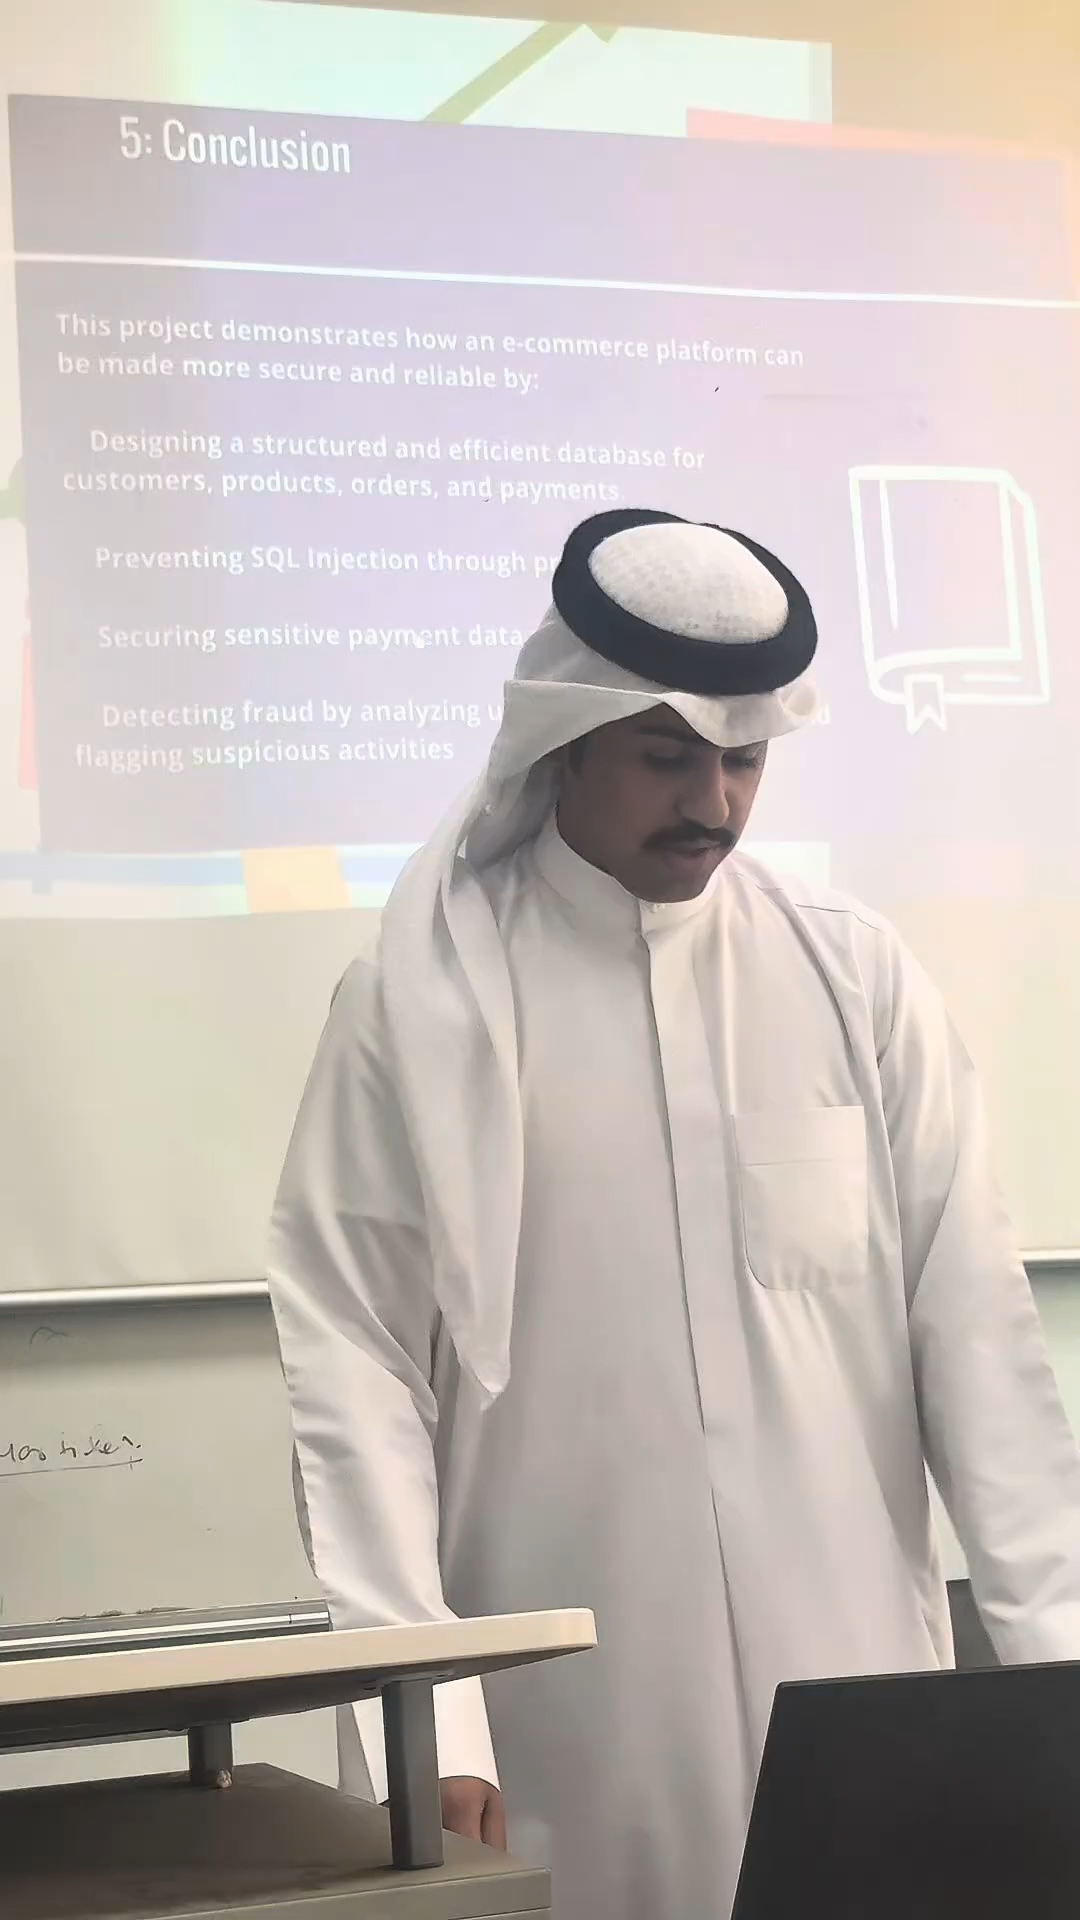 5: Conclusion
This project demonstrates how an e-commerce platform can
be made more secure and reliable by:
Designing a structured and efficient database for
customers, products, orders, and payments.
Preventing SQL Injection through
Securing sensitive payment data
Detecting fraud by analyzing
flagging suspicious activities